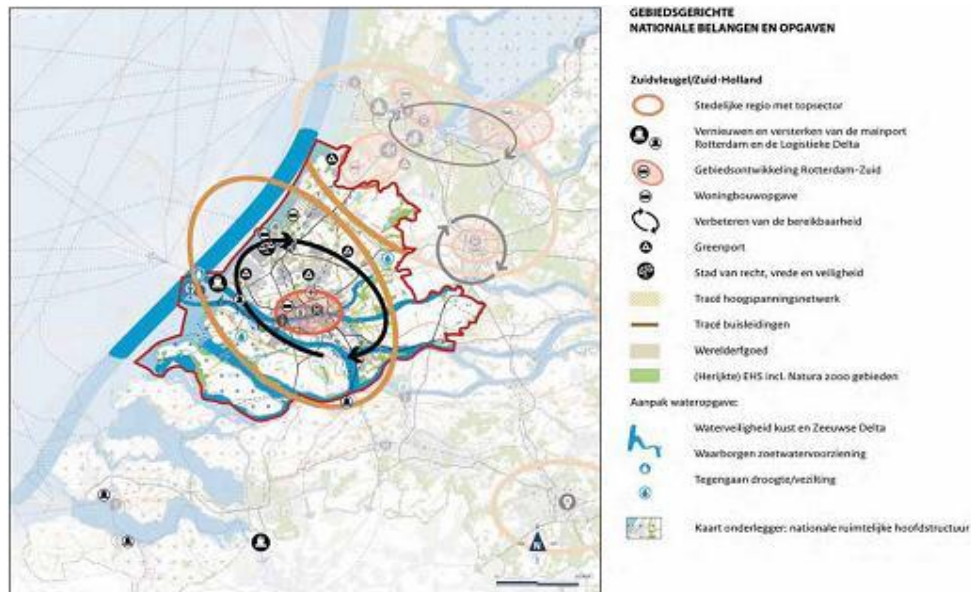 GEBIEDSGERICHTE
NATIONALE BELANGEN EN OPGAVEN
Zuidvleugel/Zuid-Holland
Stedelijke regio met topsector
Vernieuwen en versterken van de mainport
Rotterdam en de Logistieke Delta
Gebiedsontwikkeling Rotterdam-Zuid
Woningbouwopgave
Verbeteren van de bereikbaarheid
Greenport
Stad van recht, vrede en veiligheid
Tracé hoogspanningsnetwerk
Tracé buisleidingen
Werelderfgoed
(Herijkte) EHS incl. Natura 2000 gebieden
Aanpak wateropgave:
Waterveiligheid kust en Zeeuwse Delta
Waarborgen zoetwatervoorziening
Tegengaan droogte/vezilting
Kaart onderlegger: nationale ruimtelijke hoofdstructuur
N